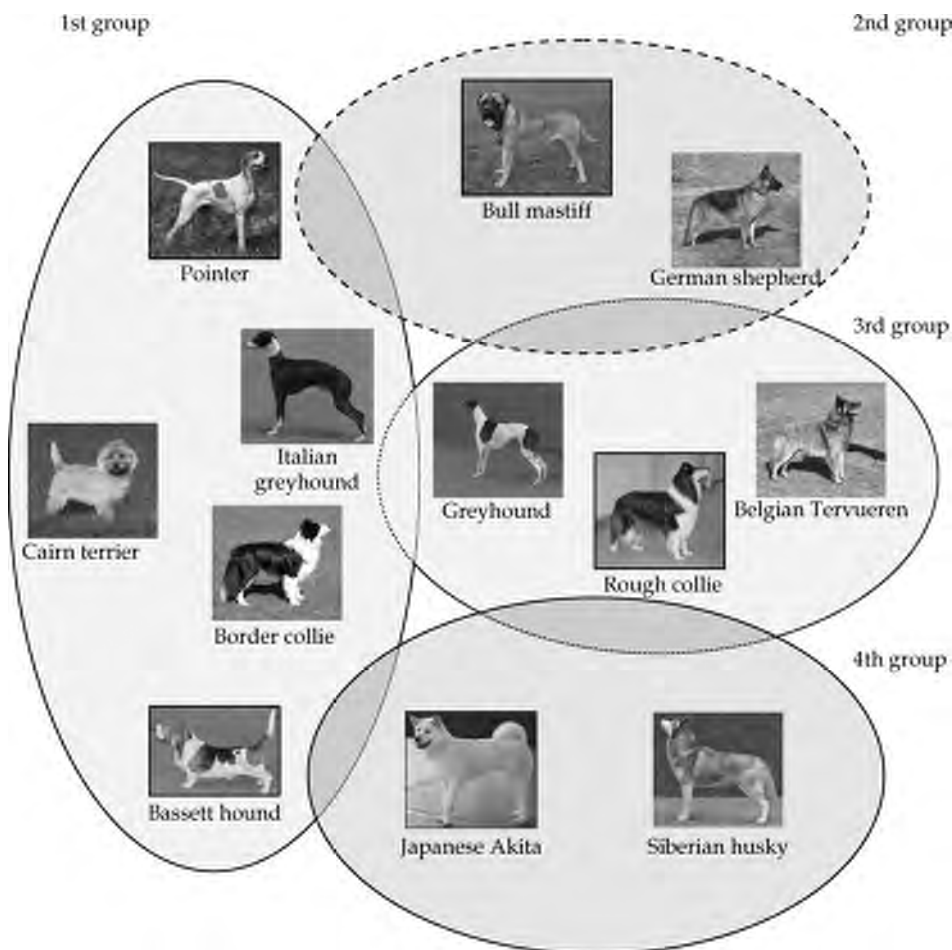 1st group
2nd group
Bull mastiff
Pointer
German shepherd
3rd group
Italian
greyhound
Greyhound
Belgian Tervueren
Cairn terrier
Rough collie
Border collie
4th group
Bassett hound
Japanese Akita
Siberian husky